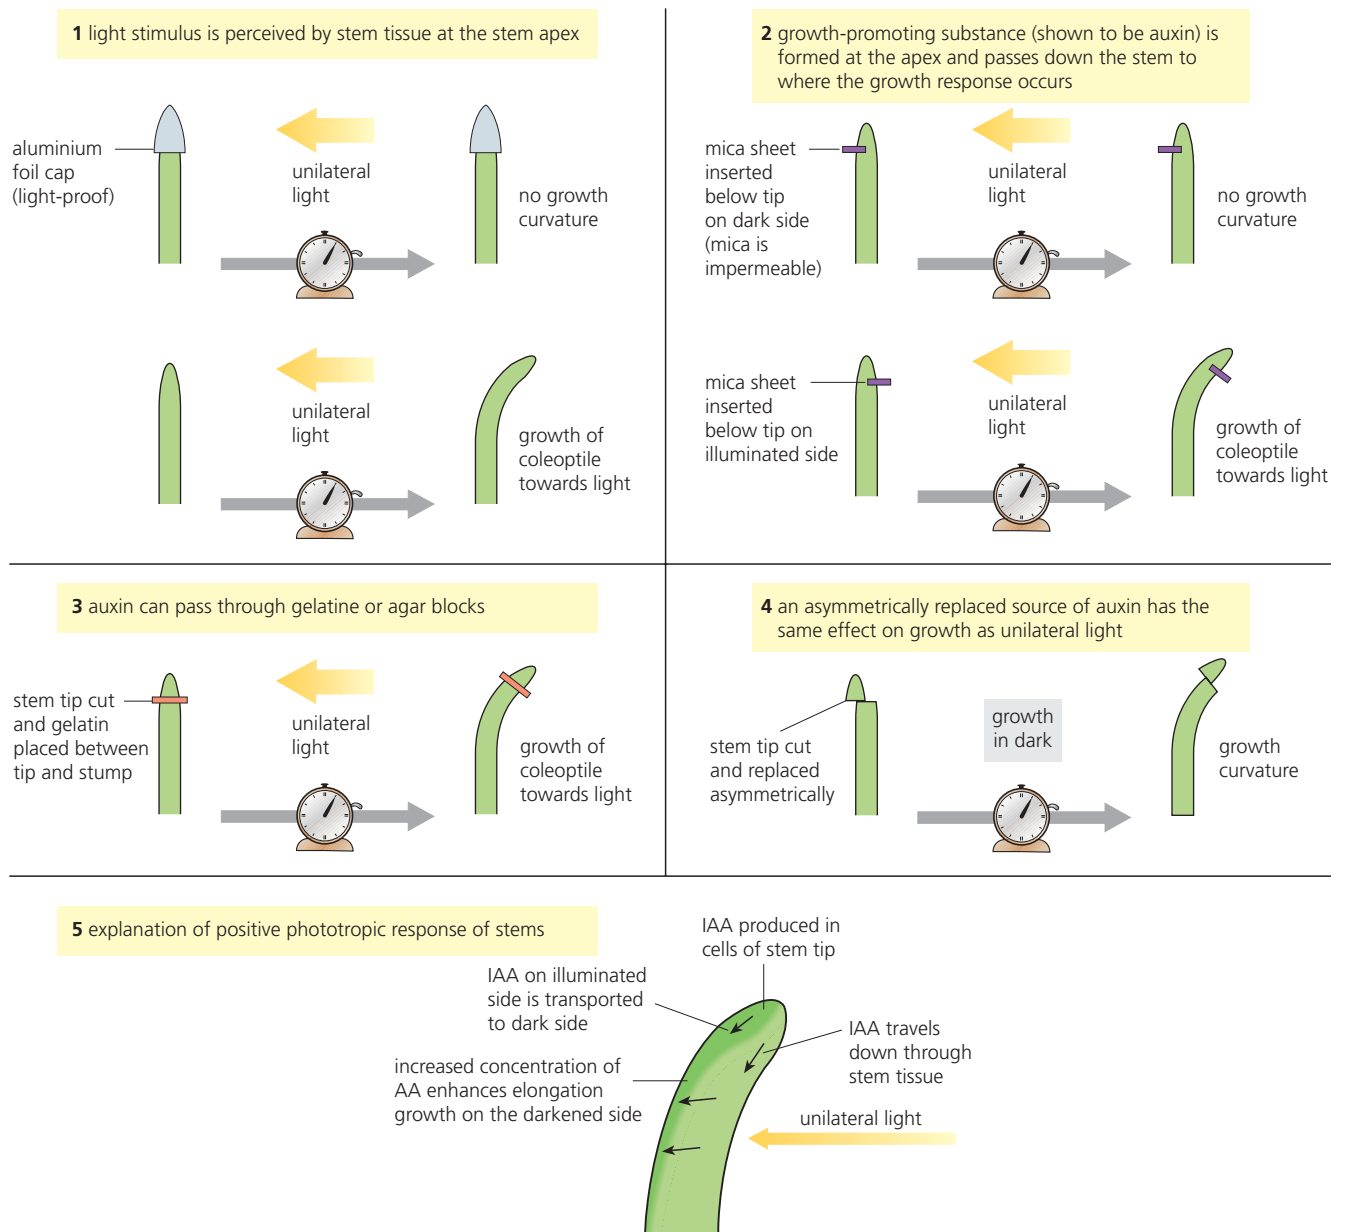 1 light stimulus is perceived by stem tissue at the stem apex
aluminium
foil cap
(light-proof)
unilateral
light
no growth
curvature
unilateral
light
growth of
coleoptile
towards light
2 growth-promoting substance (shown to be auxin) is
formed at the apex and passes down the stem to
where the growth response occurs
mica sheet
inserted
below tip
on dark side
(mica is
impermeable)
unilateral
light
no growth
curvature
mica sheet
inserted
below tip on
illuminated side
unilateral
light
growth of
coleoptile
towards light
3 auxin can pass through gelatine or agar blocks
stem tip cut
and gelatin
placed between
tip and stump
unilateral
light
growth of
coleoptile
towards light
4 an asymmetrically replaced source of auxin has the
same effect on growth as unilateral light
stem tip cut
and replaced
asymmetrically
growth
in dark
growth
curvature
5 explanation of positive phototropic response of stems
IAA produced in
cells of stem tip
IAA on illuminated
side is transported
to dark side
IAA travels
down through
stem tissue
increased concentration of
AA enhances elongation
growth on the darkened side
unilateral light